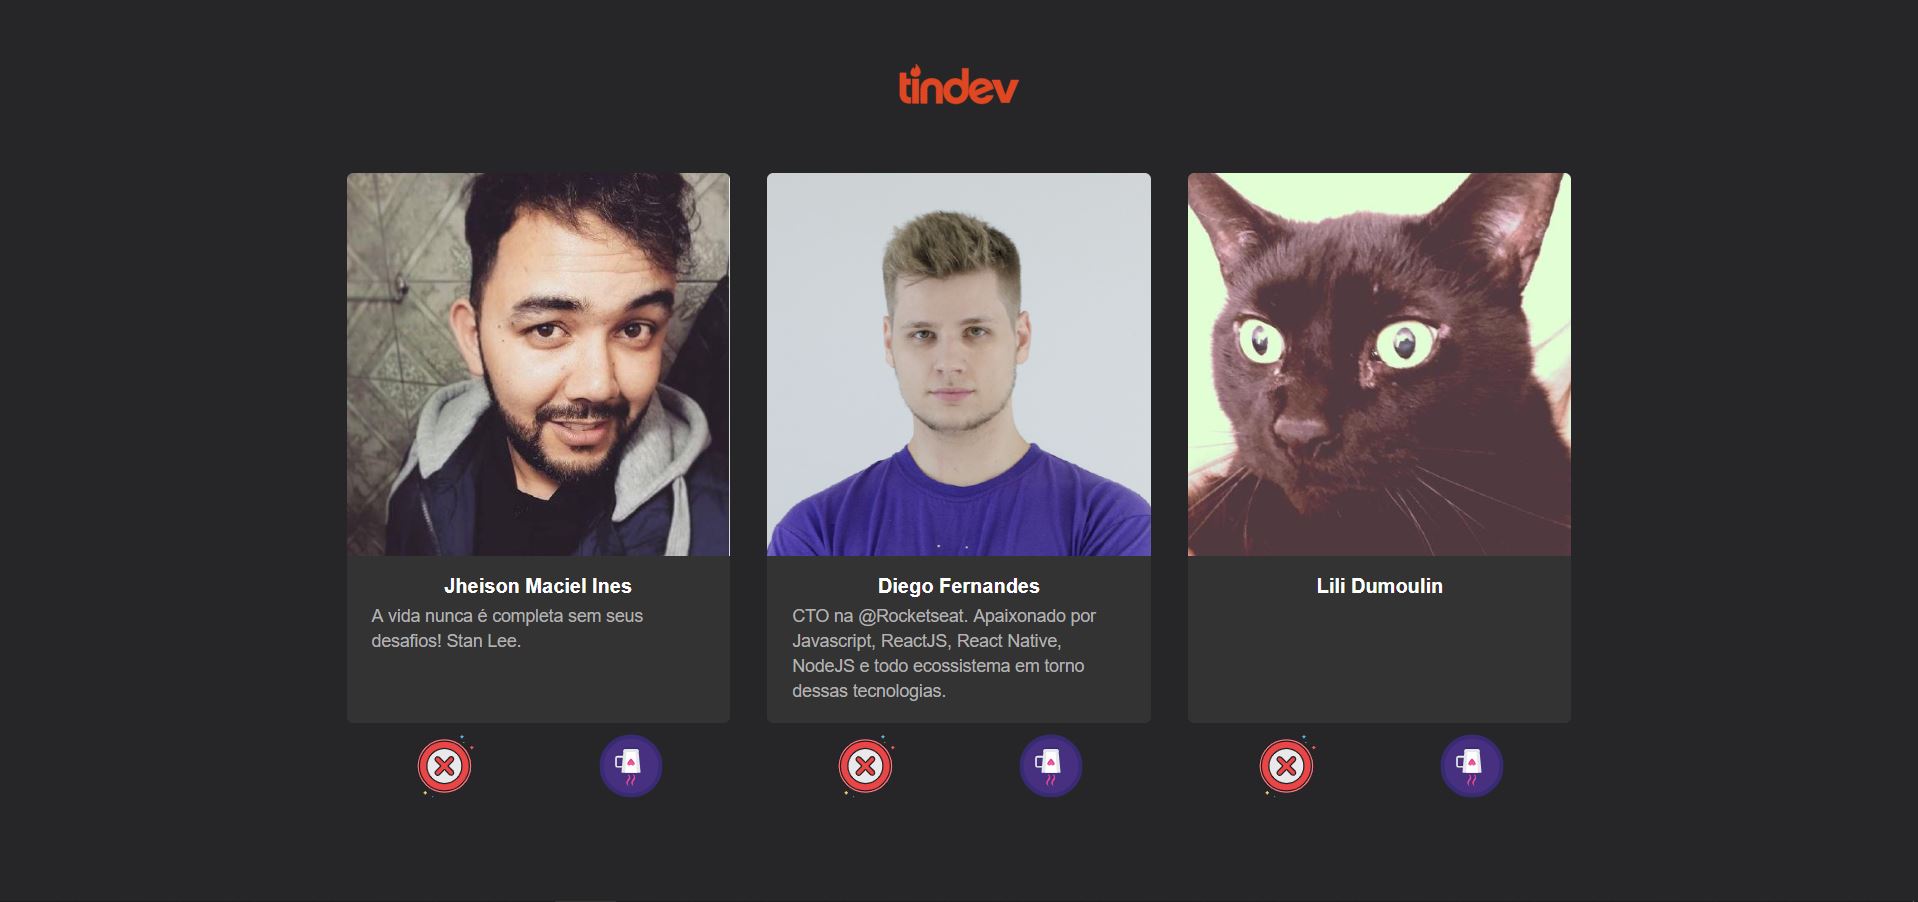 tindev
Jheison Maciel Ines
A vida nunca é completa sem seus
desafios! Stan Lee.
Diego Fernandes
CTO na @Rocketseat. Apaixonado por
Javascript, ReactJS, React Native,
NodeJS e todo ecossistema em torno
dessas tecnologias.
Lili Dumoulin